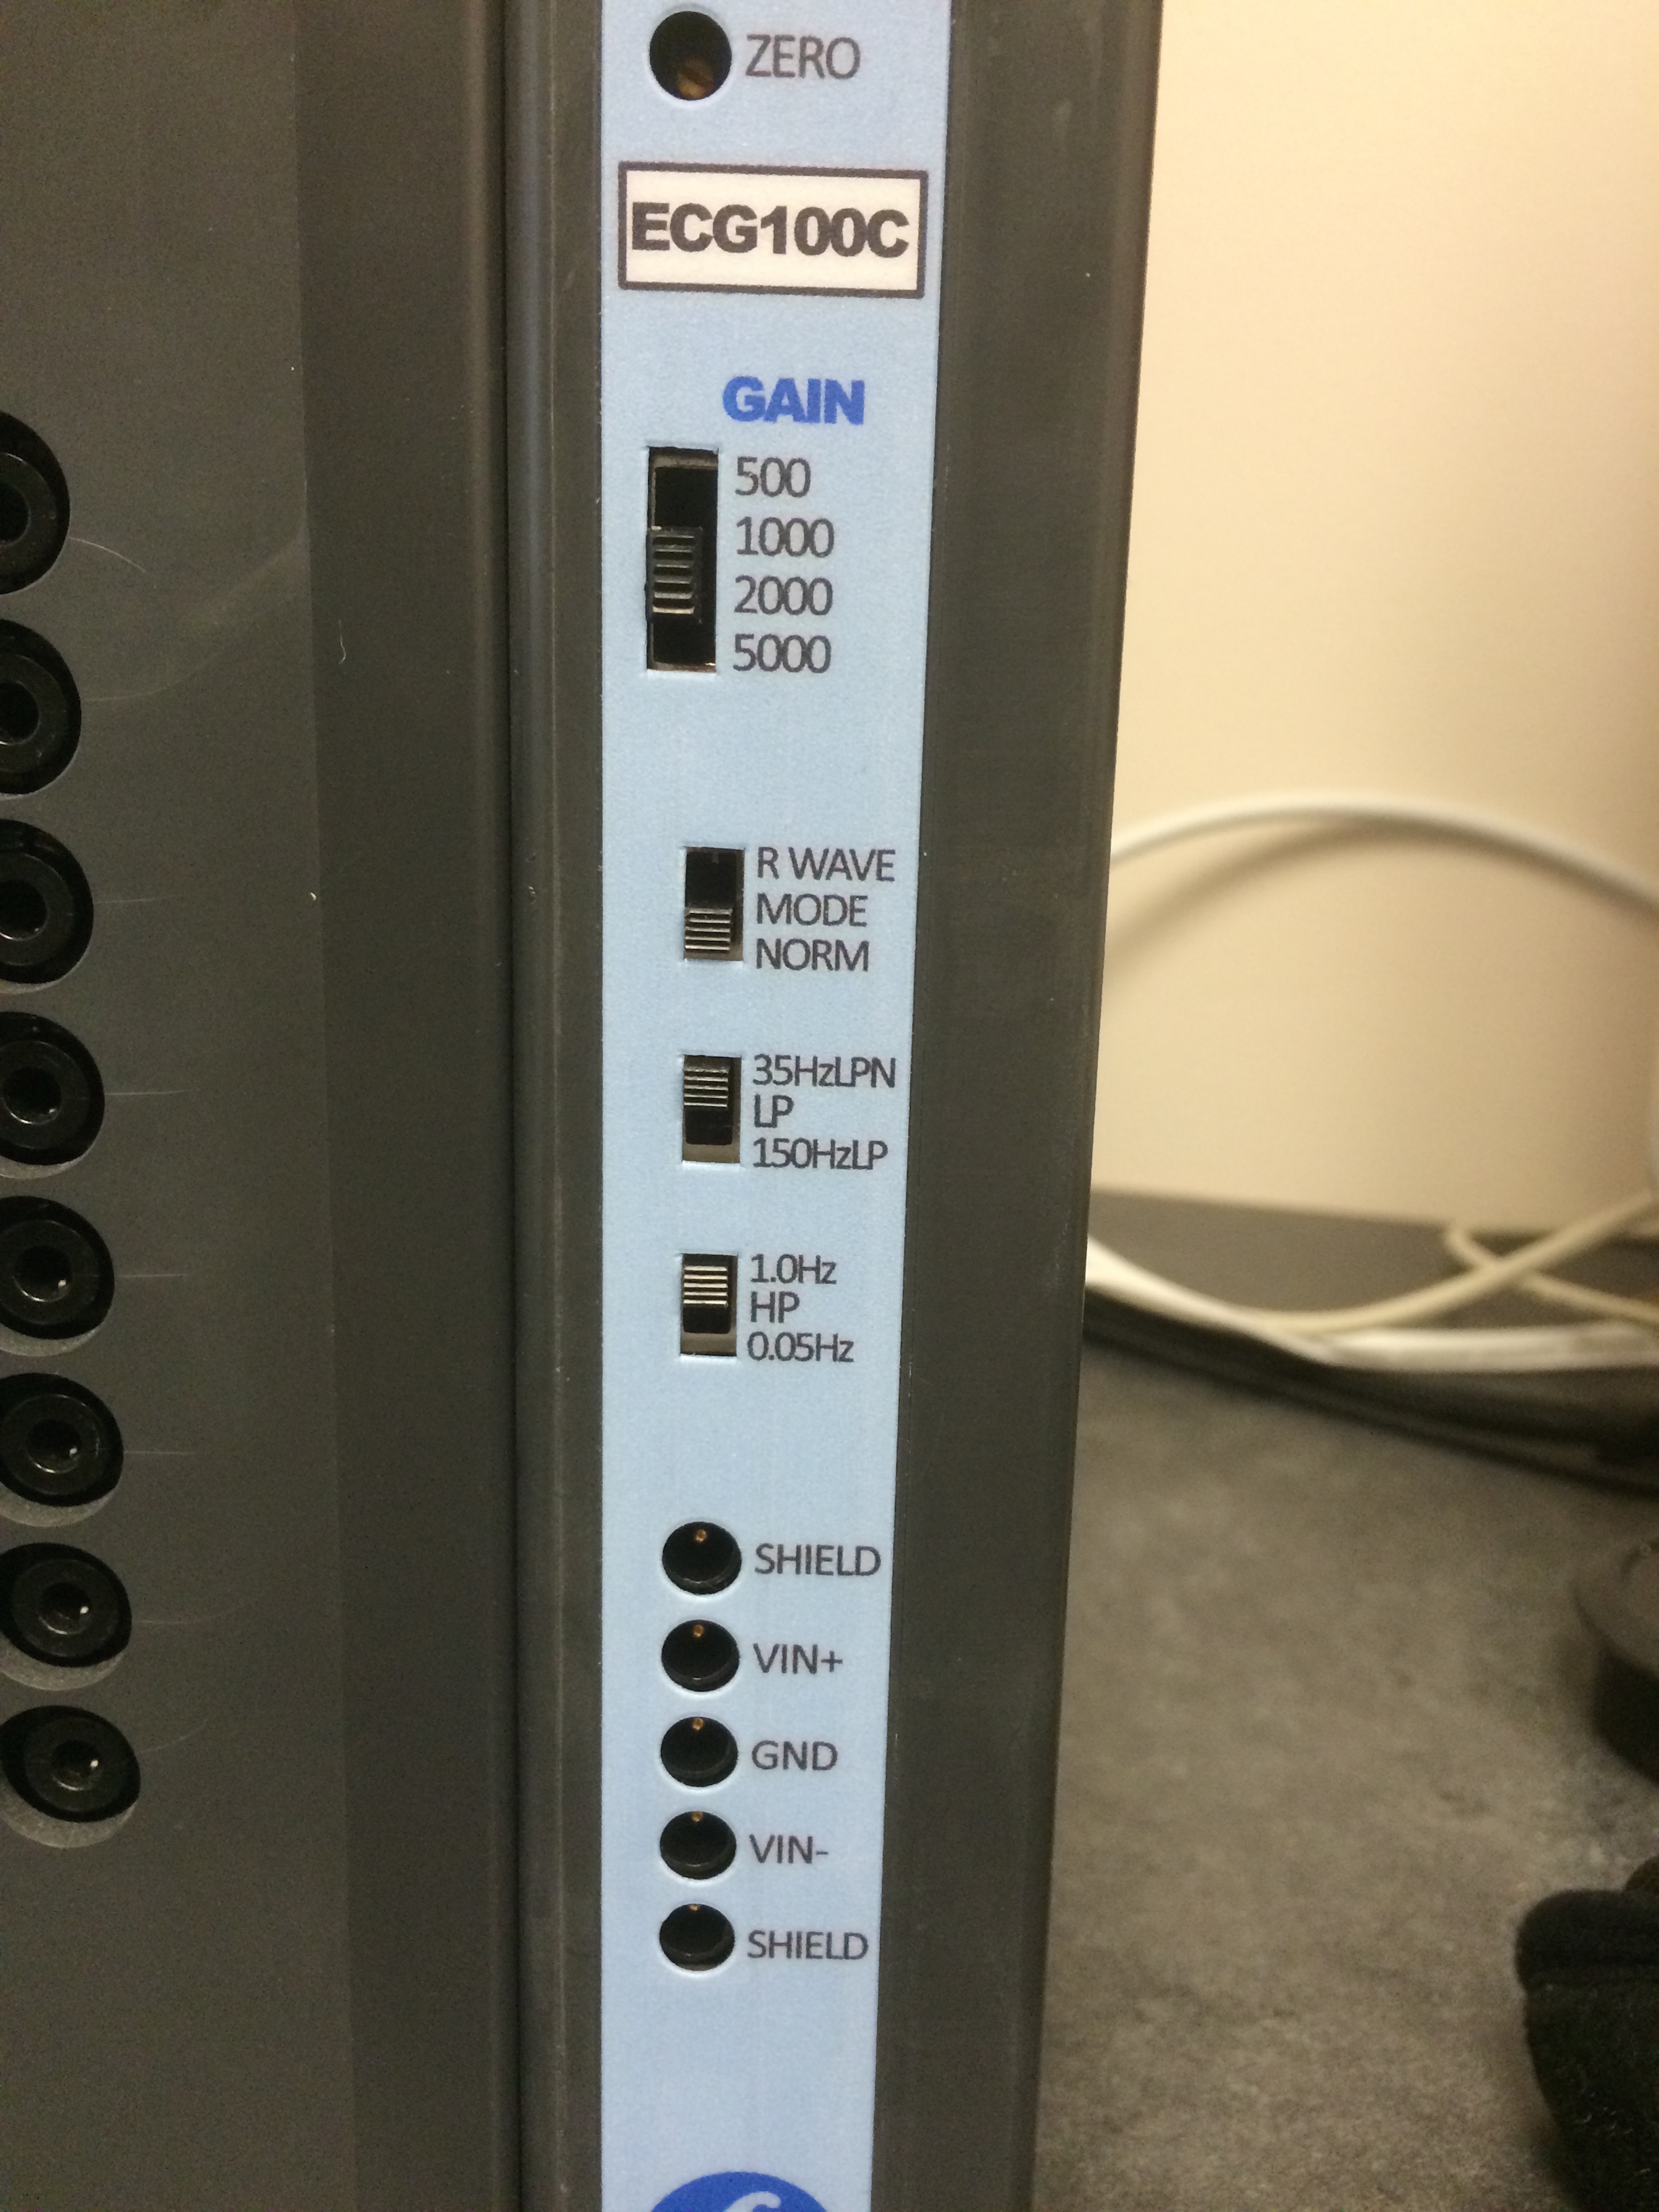 ZERO
ECG100C
GAIN
500
1000
2000
5000
R WAVE
MODE
NORM
35HzLPN
LP
150HzLP
1.0Hz
HP
0.05Hz
SHIELD
VIN+
GND
VIN-
SHIELD